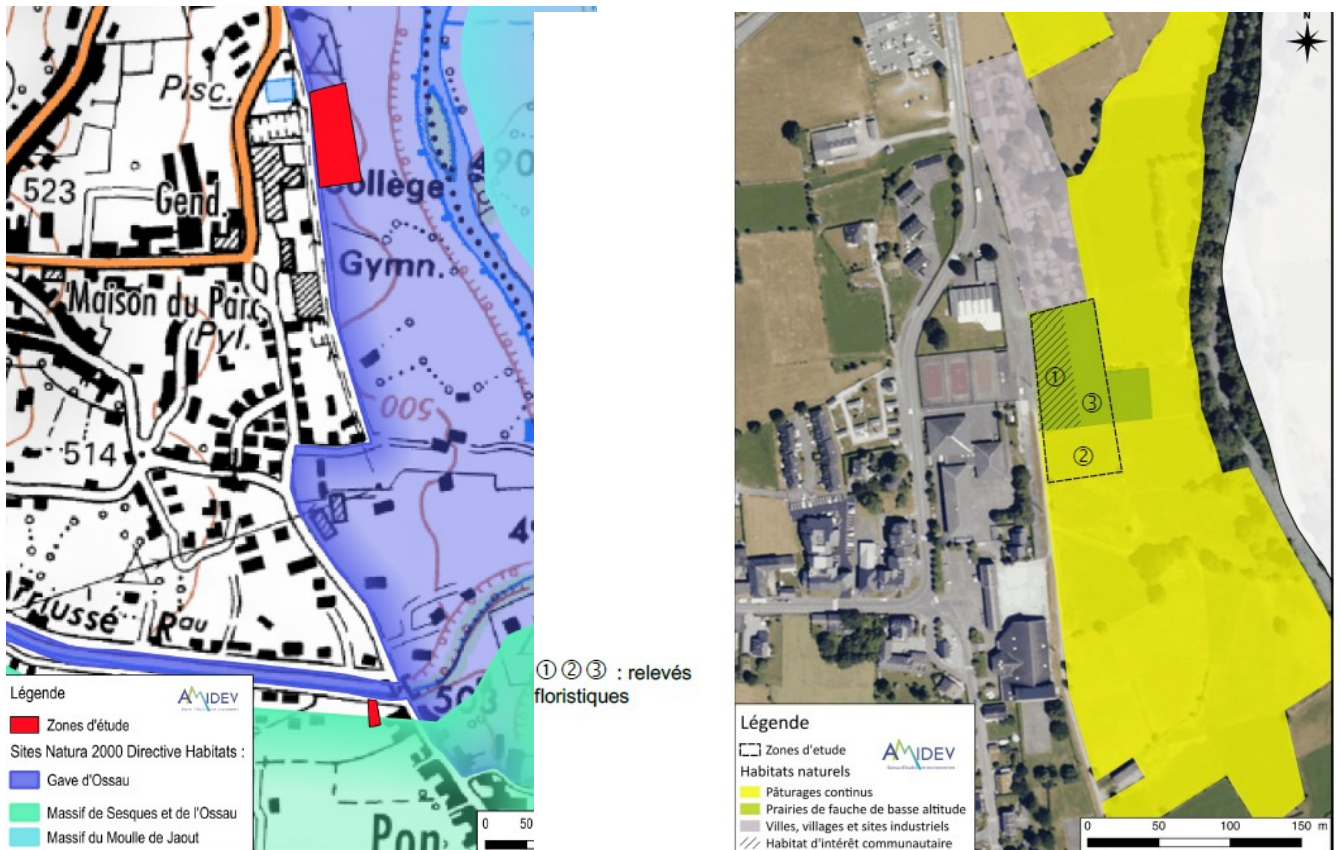 Pisc.
523
Gend.
Collège
490
Gymn.
Maison du Parc
Pyl.
500
514
Arriussé Rau
503
Pon
Légende
AMIDEV
Zones d'étude
Sites Natura 2000 Directive Habitats :
Gave d'Ossau
Massif de Sesques et de l'Ossau
Massif du Moulle de Jaout
0 50
①②③ : relevés
floristiques
N
①
③
②
Légende
Zones d'etude
AMIDEV
Habitats naturels
Pâturages continus
Prairies de fauche de basse altitude
Villes, villages et sites industriels
Habitat d'intérêt communautaire
0 50 100 150 m